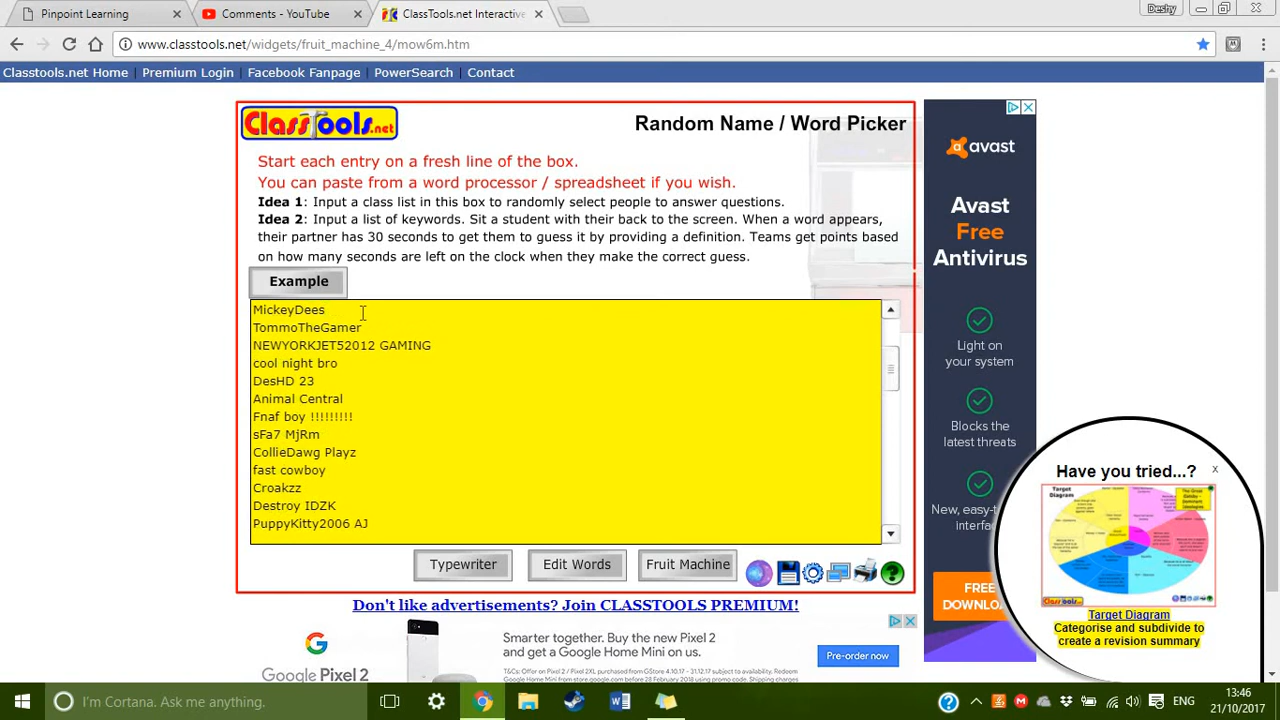 Pinpoint Learning
Comments - YouTube
ClassTools.net Interactive
Deshy
www.classtools.net/widgets/fruit_machine_4/mow6m.htm
Classtools.net Home | Premium Login | Facebook Fanpage | PowerSearch | Contact
ClassTools.net
Random Name / Word Picker
Start each entry on a fresh line of the box.
You can paste from a word processor / spreadsheet if you wish.
Idea 1: Input a class list in this box to randomly select people to answer questions.
Idea 2: Input a list of keywords. Sit a student with their back to the screen. When a word appears,
their partner has 30 seconds to get them to guess it by providing a definition. Teams get points based
on how many seconds are left on the clock when they make the correct guess.
Example
MickeyDees
TommoTheGamer
NEWYORKJET52012 GAMING
cool night bro
DesHD 23
Animal Central
Fnaf boy !!!!!!!!!
sFa7 MjRm
CollieDawg Playz
fast cowboy
Croakzz
Destroy IDZK
PuppyKitty2006 AJ
Typewriter
Edit Words
Fruit Machine
Don't like advertisements? Join CLASSTOOLS PREMIUM!
avast
Avast
Free
Antivirus
Light on
your system
Blocks the
latest threats
New, easy-t
interfa
FREE
DOWNLOA
Have you tried...?
x
Target
Diagram
ClassTools.net
Target Diagram
Categorise and subdivide to
create a revision summary
Google Pixel 2
Smarter together. Buy the new Pixel 2
and get a Google Home Mini on us.
Pre-order now
I'm Cortana. Ask me anything.
ENG
13:46
21/10/2017